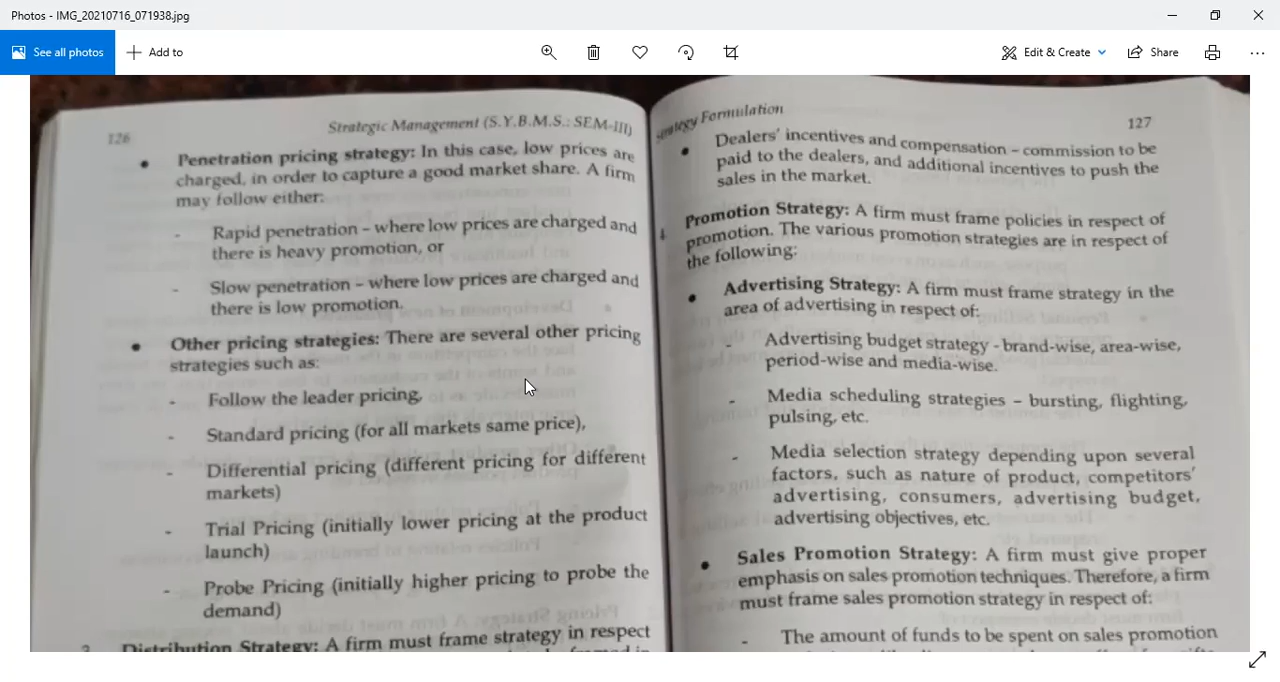 Photos - IMG_20210716_071938.jpg
See all photos
Add to
Edit & Create
Share
126
Strategic Management (S.Y.B.M.S.: SEM-III)
• Penetration pricing strategy: In this case, low prices are
charged, in order to capture a good market share. A firm
may follow either:
- Rapid penetration – where low prices are charged and
there is heavy promotion, or
- Slow penetration – where low prices are charged and
there is low promotion.
• Other pricing strategies: There are several other pricing
strategies such as:
- Follow the leader pricing,
- Standard pricing (for all markets same price),
- Differential pricing (different pricing for different
markets)
- Trial Pricing (initially lower pricing at the product
launch)
- Probe Pricing (initially higher pricing to probe the
demand)
Distribution Strategy: A firm must frame strategy in respect
Strategy Formulation
127
• Dealers' incentives and compensation – commission to be
paid to the dealers, and additional incentives to push the
sales in the market.
Promotion Strategy: A firm must frame policies in respect of
promotion. The various promotion strategies are in respect of
the following:
• Advertising Strategy: A firm must frame strategy in the
area of advertising in respect of:
- Advertising budget strategy - brand-wise, area-wise,
period-wise and media-wise.
- Media scheduling strategies – bursting, flighting,
pulsing, etc.
- Media selection strategy depending upon several
factors, such as nature of product, competitors'
advertising, consumers, advertising budget,
advertising objectives, etc.
• Sales Promotion Strategy: A firm must give proper
emphasis on sales promotion techniques. Therefore, a firm
must frame sales promotion strategy in respect of:
- The amount of funds to be spent on sales promotion